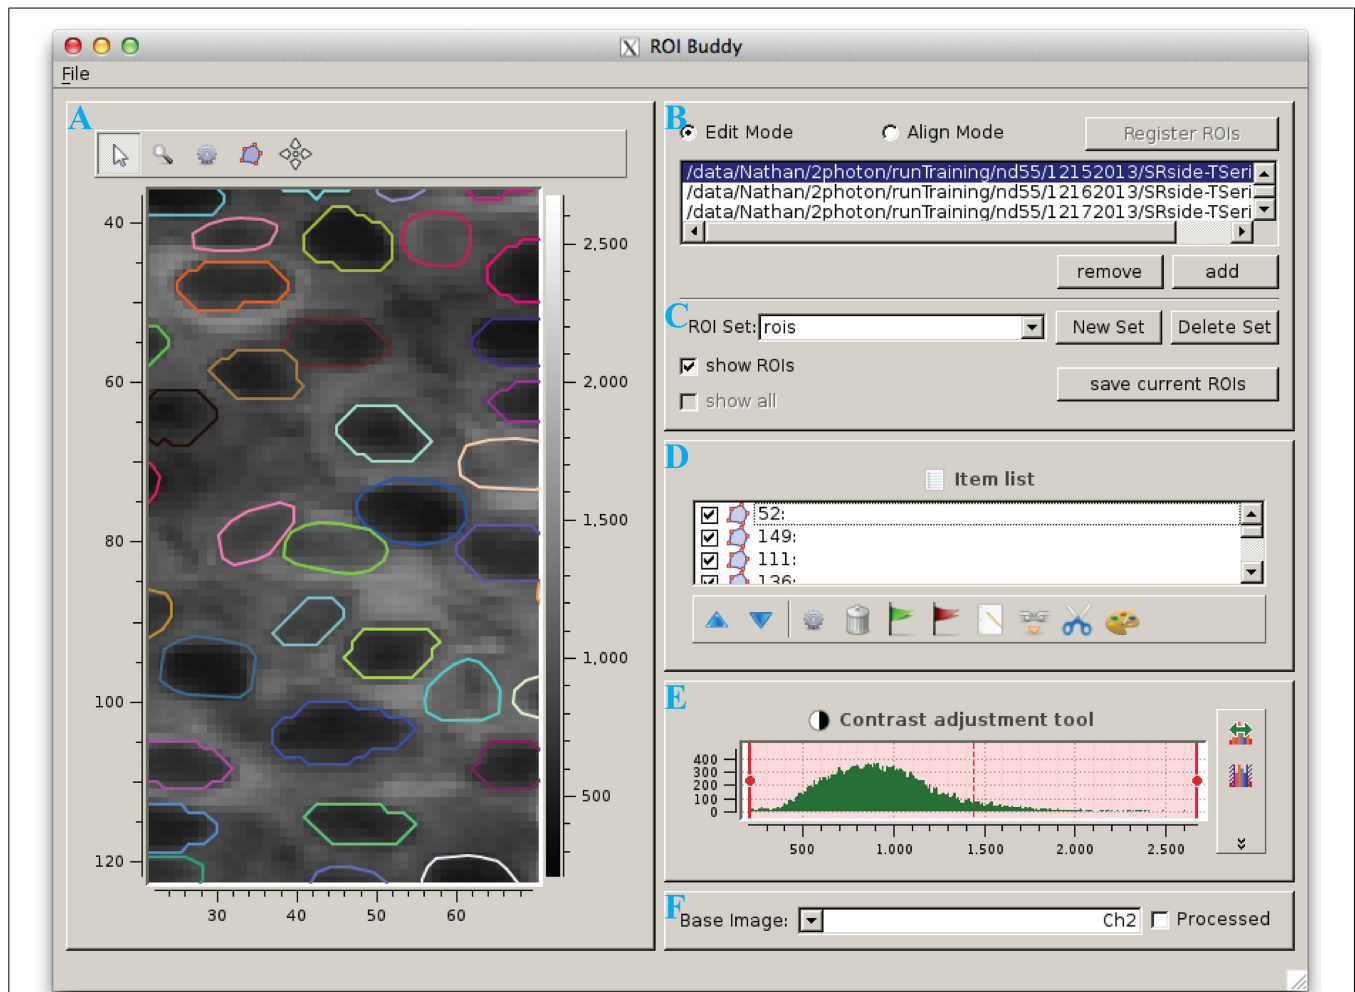 ROI Buddy
File
A
40
60
80
100
120
30 40 50 60
2,500
2,000
1,500
1,000
500
B
Edit Mode
Align Mode
Register ROIs
/data/Nathan/2photon/runTraining/nd55/12152013/SRside-TSeri
/data/Nathan/2photon/runTraining/nd55/12162013/SRside-TSeri
/data/Nathan/2photon/runTraining/nd55/12172013/SRside-TSeri
remove
add
C
ROI Set: rois
New Set
Delete Set
show ROIs
save current ROIs
show all
D
Item list
52:
149:
111:
136:
E
Contrast adjustment tool
400
300
200
100
0
500 1.000 1.500 2.000 2.500
F
Base Image: Ch2
Processed